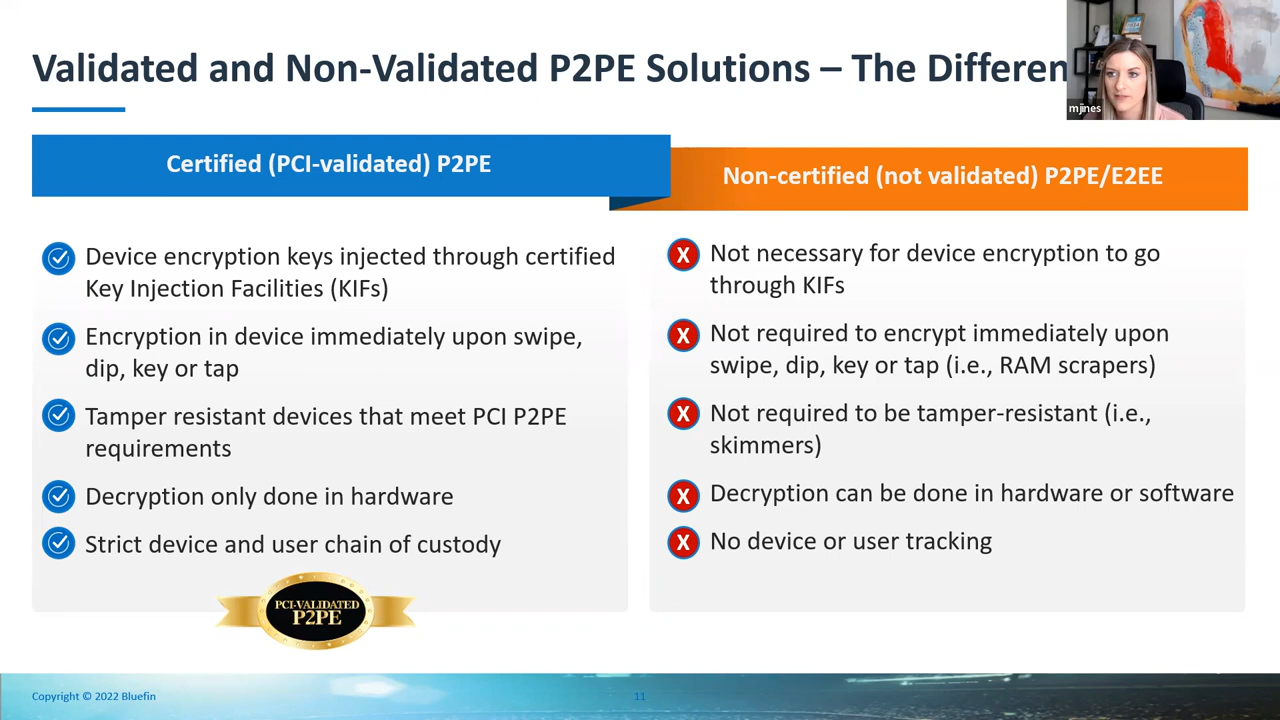 Validated and Non-Validated P2PE Solutions – The Differen
mjines
Certified (PCI-validated) P2PE
Non-certified (not validated) P2PE/E2EE
Device encryption keys injected through certified
Key Injection Facilities (KIFs)
Encryption in device immediately upon swipe,
dip, key or tap
Tamper resistant devices that meet PCI P2PE
requirements
Decryption only done in hardware
Strict device and user chain of custody
PCI-VALIDATED
P2PE
X Not necessary for device encryption to go
through KIFs
X Not required to encrypt immediately upon
swipe, dip, key or tap (i.e., RAM scrapers)
X Not required to be tamper-resistant (i.e.,
skimmers)
X Decryption can be done in hardware or software
X No device or user tracking
Copyright © 2022 Bluefin
11